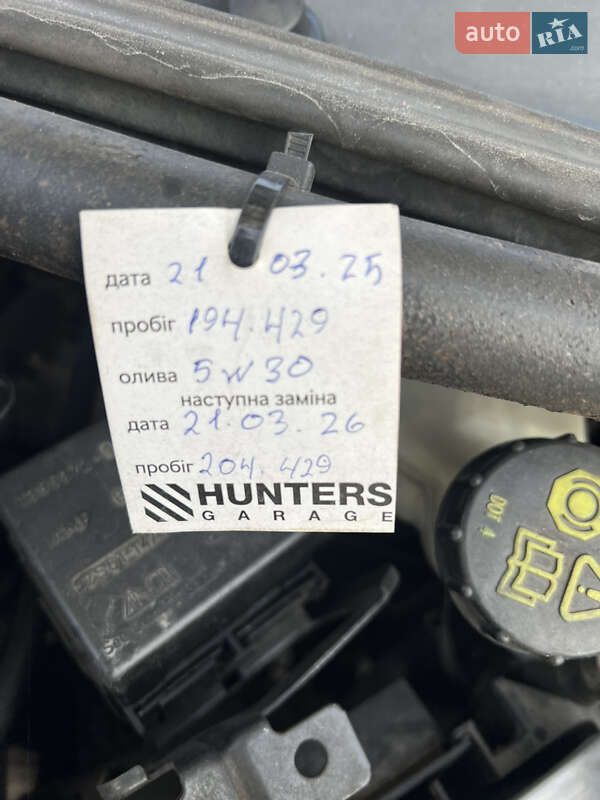 auto RIA .com
дата 21 03.25
пробіг 194.429
олива 5w30
наступна заміна
дата 21.03.26
пробіг 204.429
HUNTERS
GARAGE
DOT 4